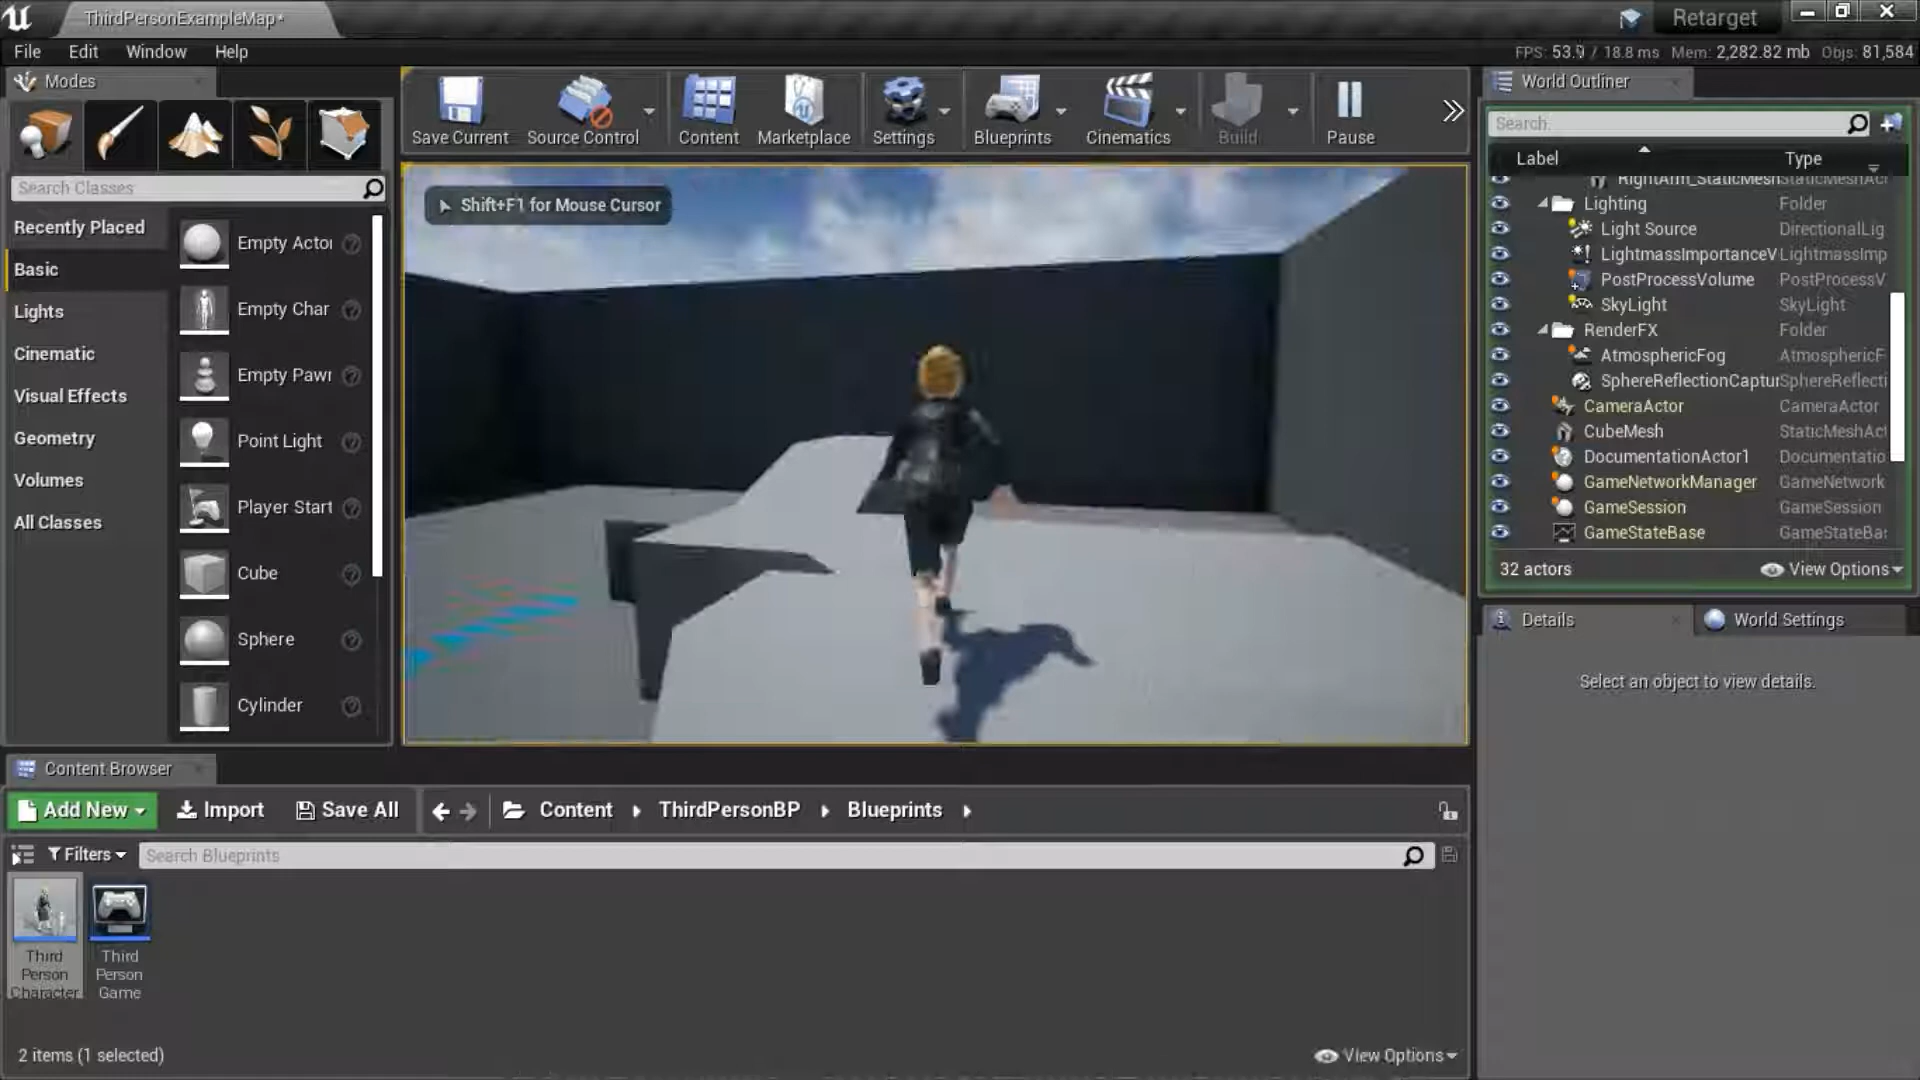 ThirdPersonExampleMap*
Retarget
File Edit Window Help
FPS: 53.9 / 18.8 ms Mem: 2,282.82 mb Objs: 81,584
Modes
Search Classes
Recently Placed
Basic
Lights
Cinematic
Visual Effects
Geometry
Volumes
All Classes
Empty Actor
Empty Char
Empty Pawn
Point Light
Player Start
Cube
Sphere
Cylinder
Save Current
Source Control
Content
Marketplace
Settings
Blueprints
Cinematics
Build
Pause
Shift+F1 for Mouse Cursor
World Outliner
Search.
Label Type
RightArm_StaticMesh StaticMeshAct
Lighting Folder
Light Source DirectionalLig
LightmassImportanceV LightmassImp
PostProcessVolume PostProcessV
SkyLight SkyLight
RenderFX Folder
AtmosphericFog AtmosphericF
SphereReflectionCaptur SphereReflecti
CameraActor CameraActor
CubeMesh StaticMeshAct
DocumentationActor1 Documentatio
GameNetworkManager GameNetwork
GameSession GameSession
GameStateBase GameStateBas
32 actors
View Options
Details
World Settings
Select an object to view details.
Content Browser
Add New
Import
Save All
Content
ThirdPersonBP
Blueprints
Filters
Search Blueprints
Third
Person
Character
Third
Person
Game
2 items (1 selected)
View Options